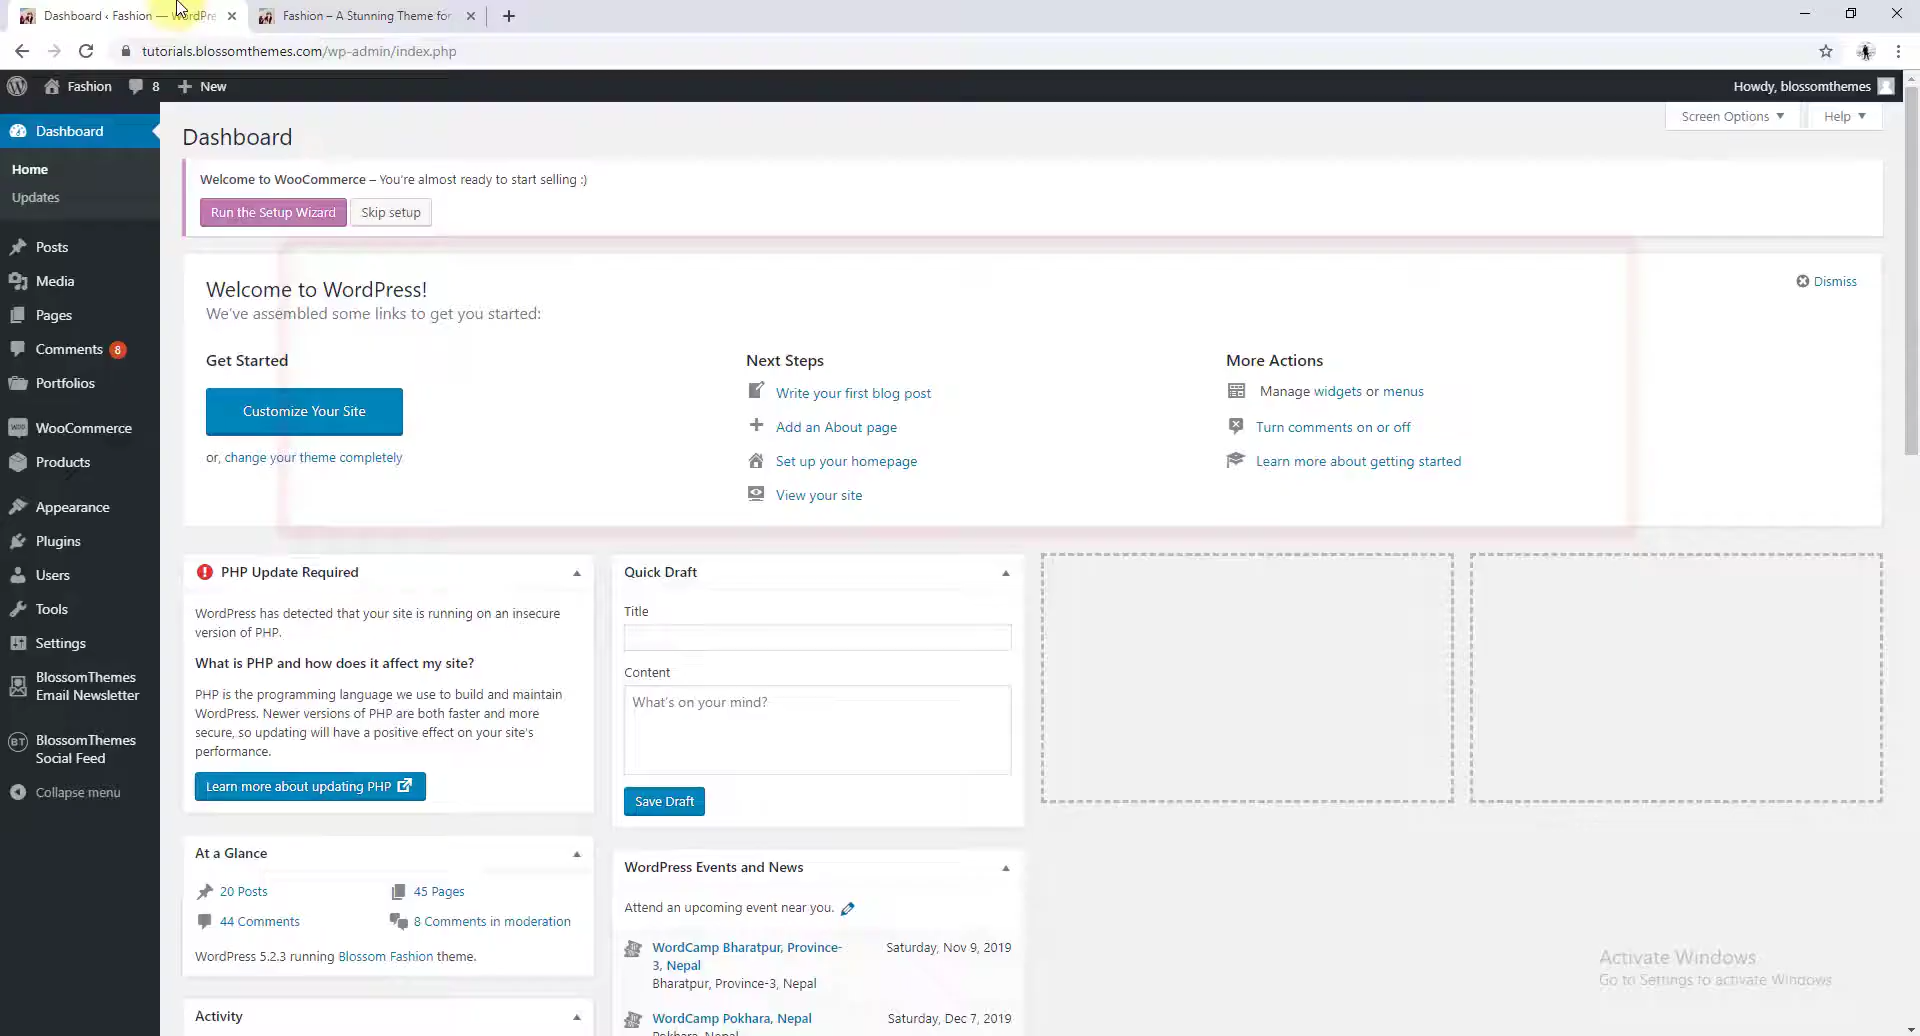 Dashboard ‹ Fashion — WordPre
Fashion – A Stunning Theme for
tutorials.blossomthemes.com/wp-admin/index.php
Fashion
8
New
Howdy, blossomthemes
Dashboard
Home
Updates
Posts
Media
Pages
Comments 8
Portfolios
WooCommerce
Products
Appearance
Plugins
Users
Tools
Settings
BlossomThemes
Email Newsletter
BT
BlossomThemes
Social Feed
Collapse menu
Dashboard
Screen Options
Help
Welcome to WooCommerce – You're almost ready to start selling :)
Run the Setup Wizard
Skip setup
Welcome to WordPress!
We've assembled some links to get you started:
Dismiss
Get Started
Customize Your Site
or, change your theme completely
Next Steps
Write your first blog post
Add an About page
Set up your homepage
View your site
More Actions
Manage widgets or menus
Turn comments on or off
Learn more about getting started
PHP Update Required
WordPress has detected that your site is running on an insecure
version of PHP.
What is PHP and how does it affect my site?
PHP is the programming language we use to build and maintain
WordPress. Newer versions of PHP are both faster and more
secure, so updating will have a positive effect on your site's
performance.
Learn more about updating PHP
At a Glance
20 Posts
45 Pages
44 Comments
8 Comments in moderation
WordPress 5.2.3 running Blossom Fashion theme.
Activity
Quick Draft
Title
Content
What's on your mind?
Save Draft
WordPress Events and News
Attend an upcoming event near you.
WordCamp Bharatpur, Province-
3, Nepal
Bharatpur, Province-3, Nepal
Saturday, Nov 9, 2019
WordCamp Pokhara, Nepal
Saturday, Dec 7, 2019
Pokhara, Nepal
Activate Windows
Go to Settings to activate Windows